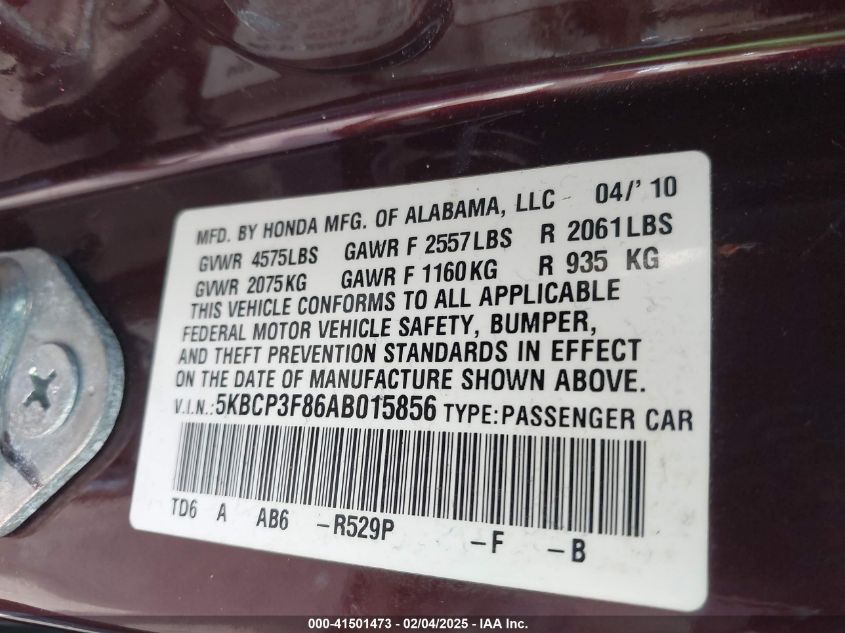 MFD. BY HONDA MFG. OF ALABAMA, LLC 04/'10
GVWR 4575LBS GAWR F 2557LBS R 2061LBS
GVWR 2075KG GAWR F 1160KG R 935 KG
THIS VEHICLE CONFORMS TO ALL APPLICABLE
FEDERAL MOTOR VEHICLE SAFETY, BUMPER,
AND THEFT PREVENTION STANDARDS IN EFFECT
ON THE DATE OF MANUFACTURE SHOWN ABOVE.
V.I.N.:5KBCP3F86AB015856 TYPE:PASSENGER CAR
TD6 A AB6 -R529P -F -B
000-41501473 - 02/04/2025 - IAA Inc.